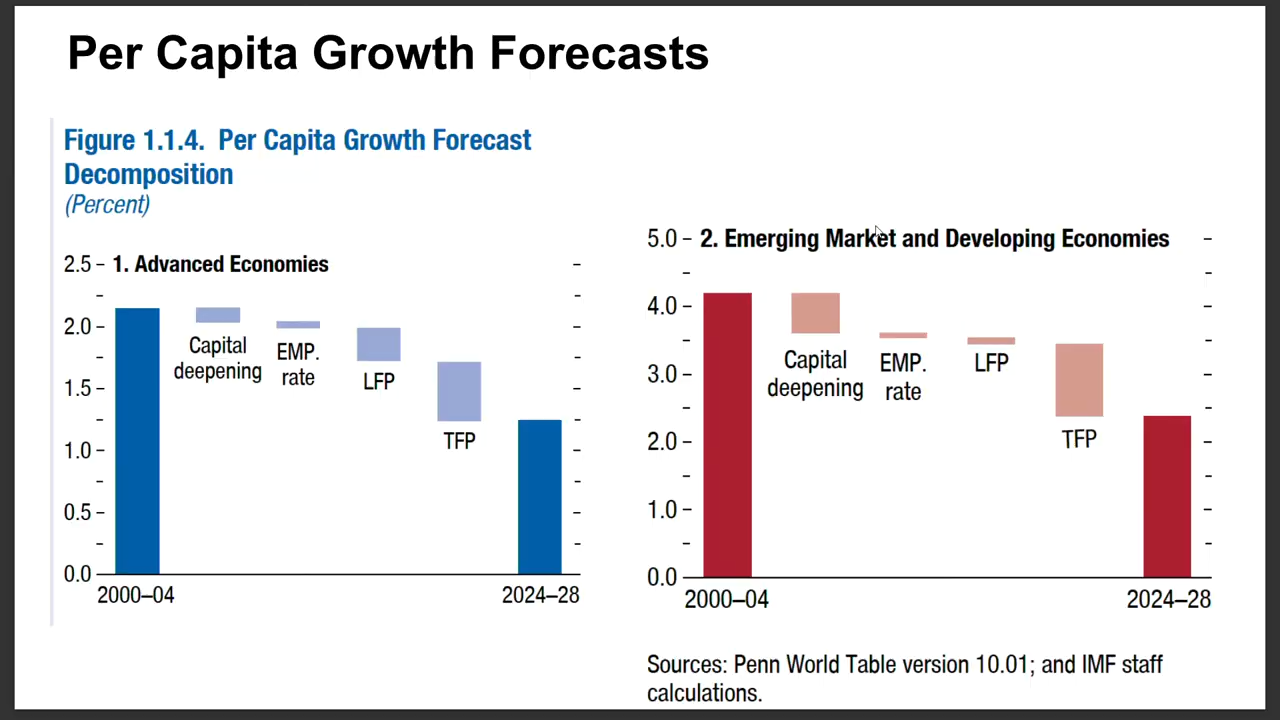 Per Capita Growth Forecasts
Figure 1.1.4. Per Capita Growth Forecast
Decomposition
(Percent)
1. Advanced Economies
2.5
2.0
1.5
1.0
0.5
0.0
Capital
deepening
EMP.
rate
LFP
TFP
2000–04
2024–28
2. Emerging Market and Developing Economies
5.0
4.0
3.0
2.0
1.0
0.0
Capital
deepening
EMP.
rate
LFP
TFP
2000–04
2024–28
Sources: Penn World Table version 10.01; and IMF staff
calculations.